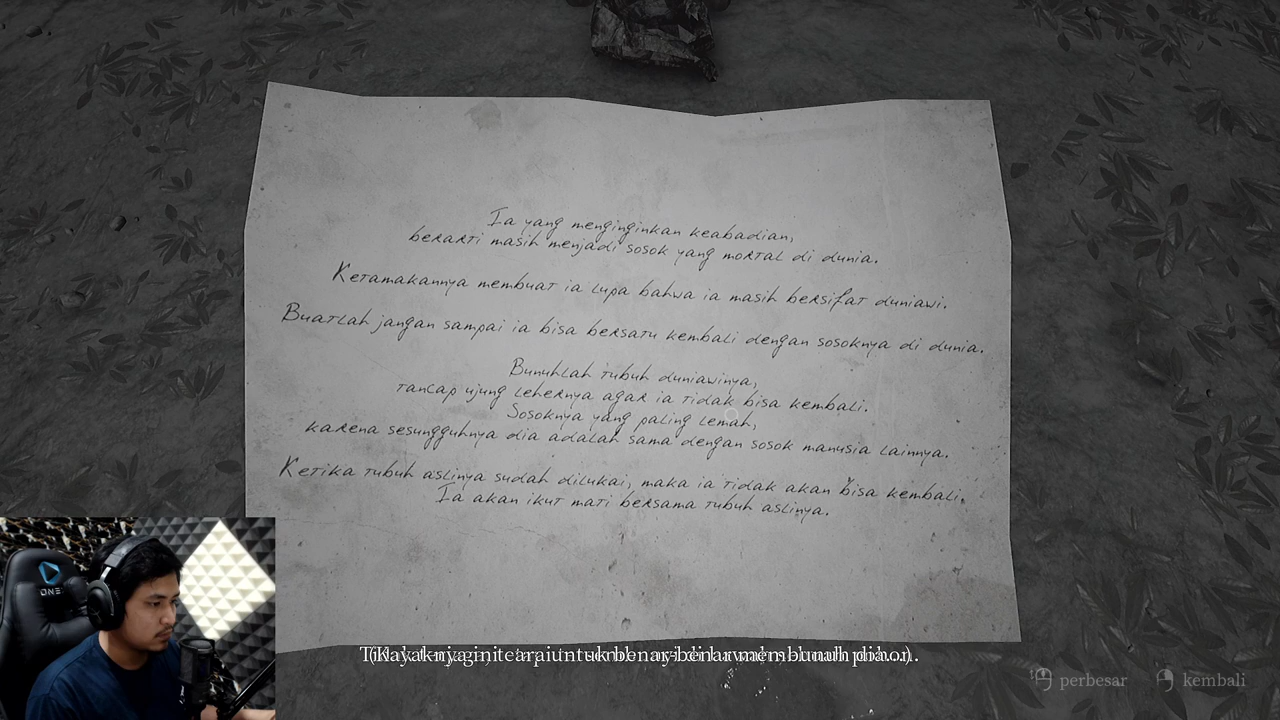 Ia yang menginginkan keabadian,
berarti masih menjadi sosok yang mortal di dunia.
Ketamakannya membuat ia lupa bahwa ia masih bersifat duniawi.
Buatlah jangan sampai ia bisa bersatu kembali dengan sosoknya di dunia.
Bunuhlah tubuh duniawinya,
tancap ujung lehernya agar ia tidak bisa kembali.
Sosoknya yang paling lemah,
karena sesungguhnya dia adalah sama dengan sosok manusia lainnya.
Ketika tubuh aslinya sudah dilukai, maka ia tidak akan bisa kembali.
Ia akan ikut mati bersama tubuh aslinya.
perbesar
kembali